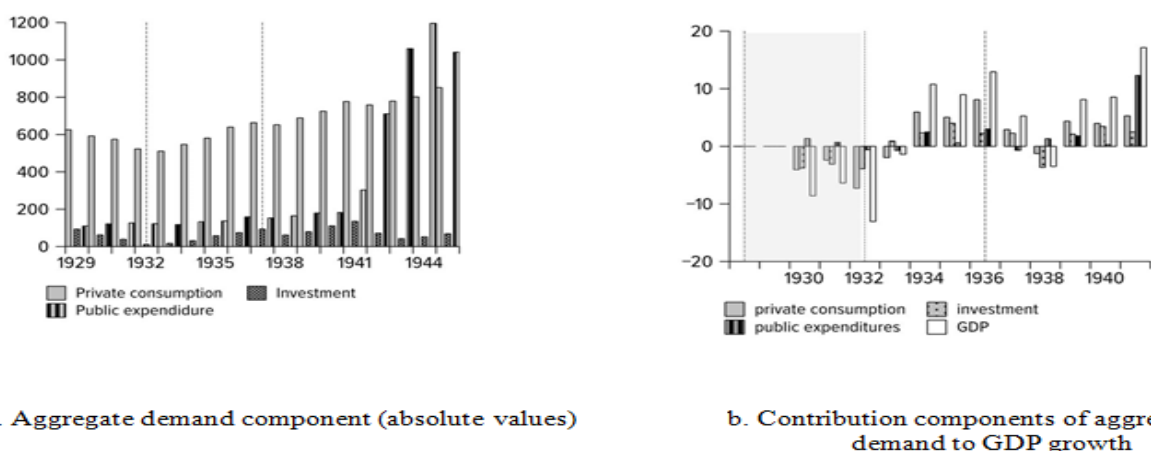 1200
1000
800
600
400
200
0
1929 1932 1935 1938 1941 1944
Private consumption Investment
Public expendidure
. Aggregate demand component (absolute values)
20
10
0
−10
−20
1930 1932 1934 1936 1938 1940
private consumption investment
public expenditures GDP
b. Contribution components of aggre
demand to GDP growth